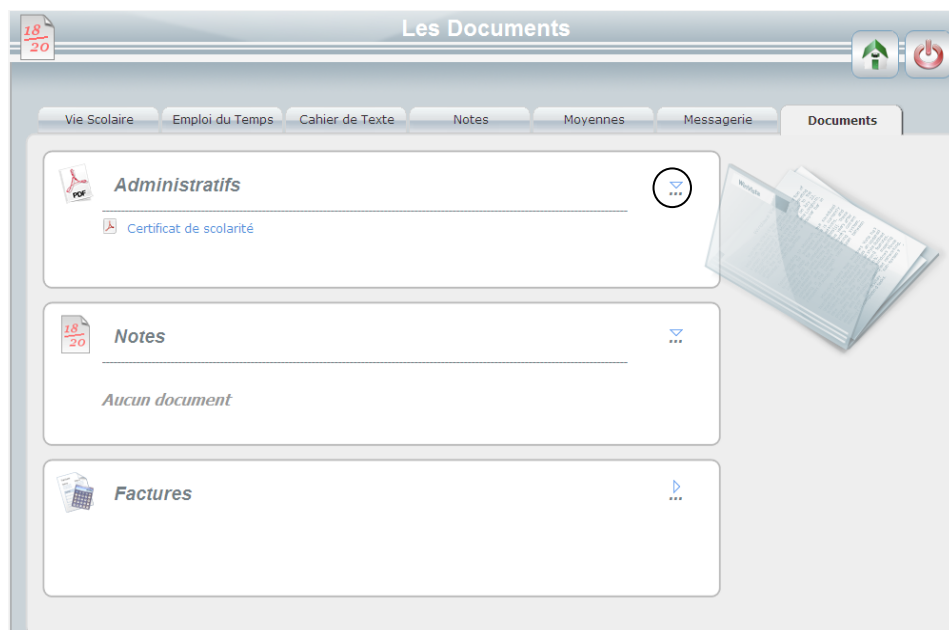 Les Documents
18
20
Vie Scolaire Emploi du Temps Cahier de Texte Notes Moyennes Messagerie Documents
PDF
Administratifs
...
Certificat de scolarité
18
20
Notes
...
Aucun document
Factures
...